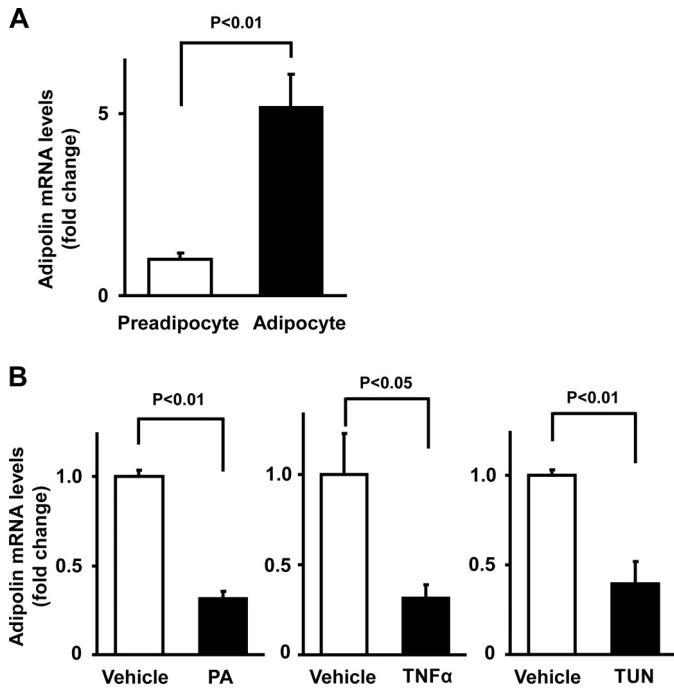 A
P<0.01
Adipolin mRNA levels
(fold change)
5
0
Preadipocyte Adipocyte
B
P<0.01
P<0.05
P<0.01
Adipolin mRNA levels
(fold change)
1.0
0.5
0
Vehicle PA
1.0
0.5
0
Vehicle TNFα
1.0
0.5
0
Vehicle TUN